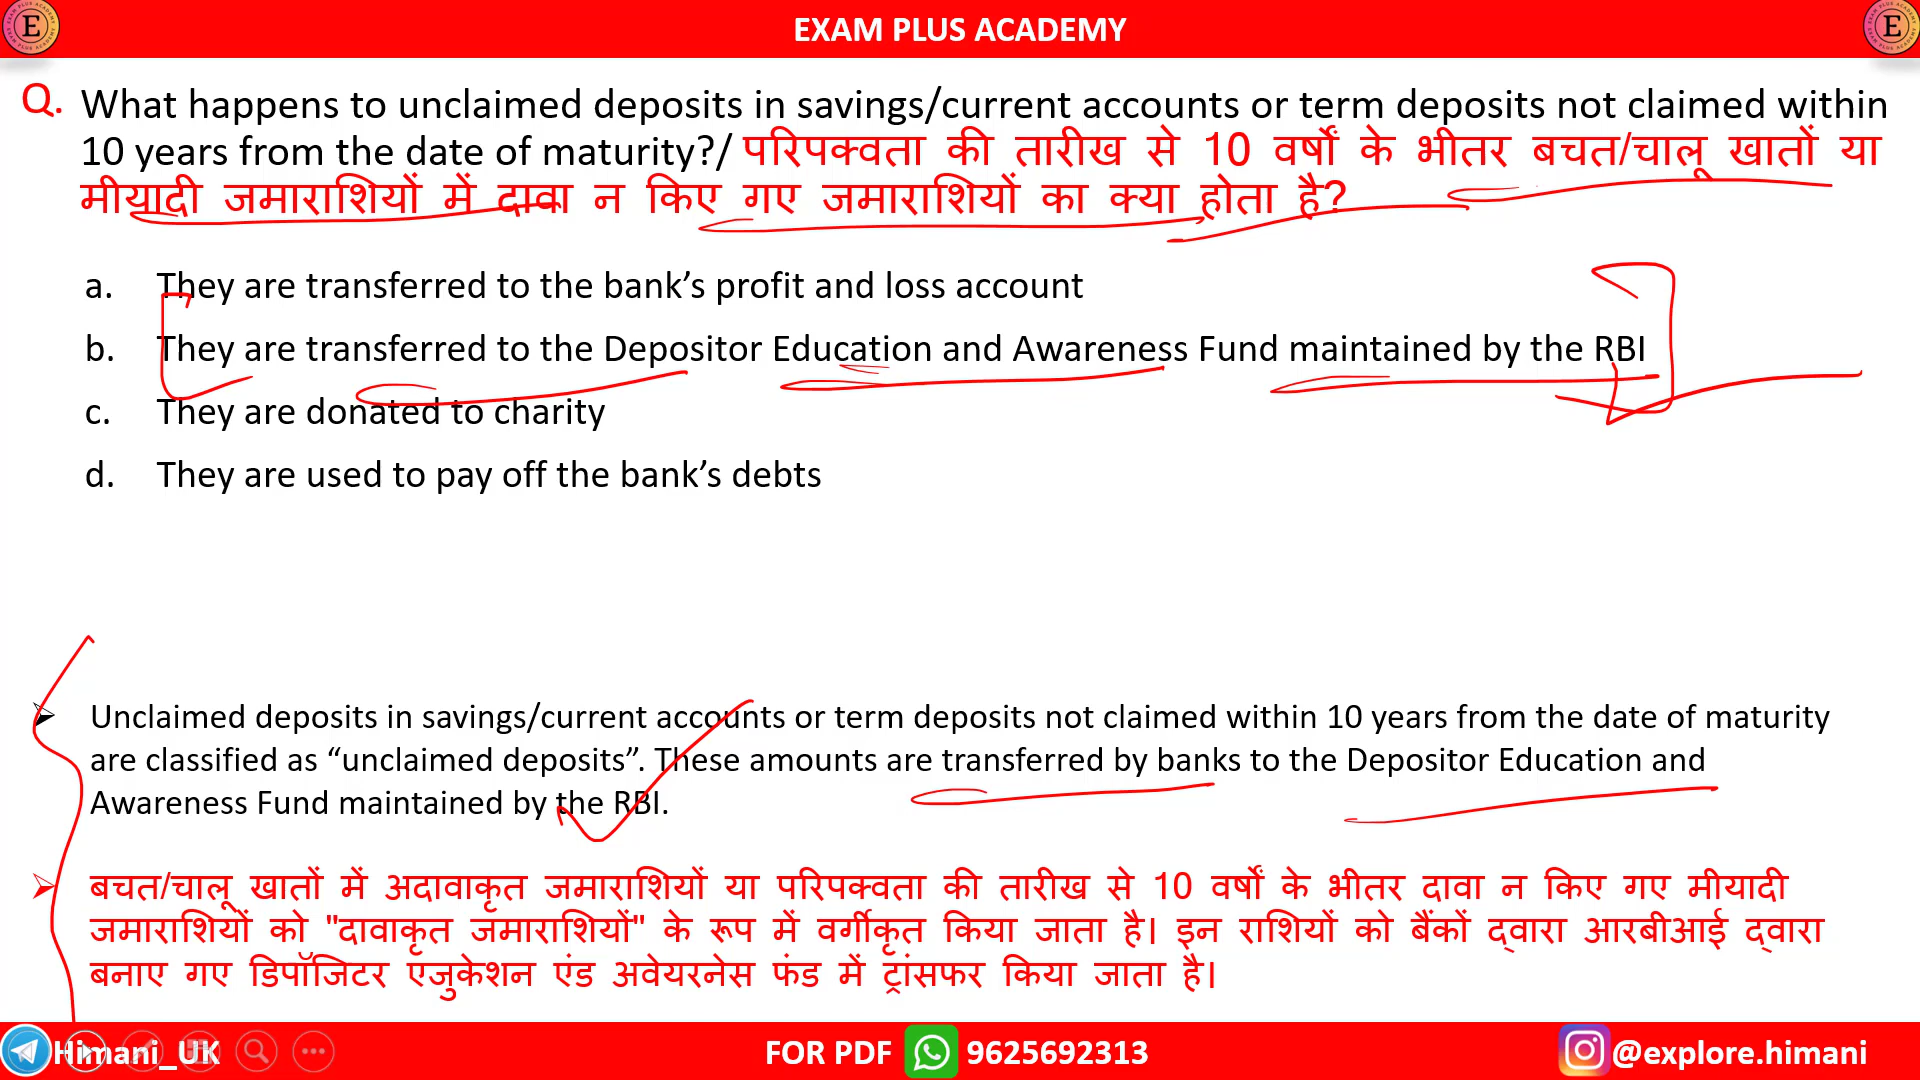 EXAM PLUS ACADEMY
E
E
Q. What happens to unclaimed deposits in savings/current accounts or term deposits not claimed within
10 years from the date of maturity?/ परिपक्वता की तारीख से 10 वर्षों के भीतर बचत/चालू खातों या
मीयादी जमाराशियों में दावा न किए गए जमाराशियों का क्या होता है?
a. They are transferred to the bank’s profit and loss account
b. They are transferred to the Depositor Education and Awareness Fund maintained by the RBI
c. They are donated to charity
d. They are used to pay off the bank’s debts
Unclaimed deposits in savings/current accounts or term deposits not claimed within 10 years from the date of maturity
are classified as “unclaimed deposits”. These amounts are transferred by banks to the Depositor Education and
Awareness Fund maintained by the RBI.
बचत/चालू खातों में अदावाकृत जमाराशियों या परिपक्वता की तारीख से 10 वर्षों के भीतर दावा न किए गए मीयादी
जमाराशियों को "दावाकृत जमाराशियों" के रूप में वर्गीकृत किया जाता है। इन राशियों को बैंकों द्वारा आरबीआई द्वारा
बनाए गए डिपॉजिटर एजुकेशन एंड अवेयरनेस फंड में ट्रांसफर किया जाता है।
Himani_UK
FOR PDF 9625692313
@explore.himani